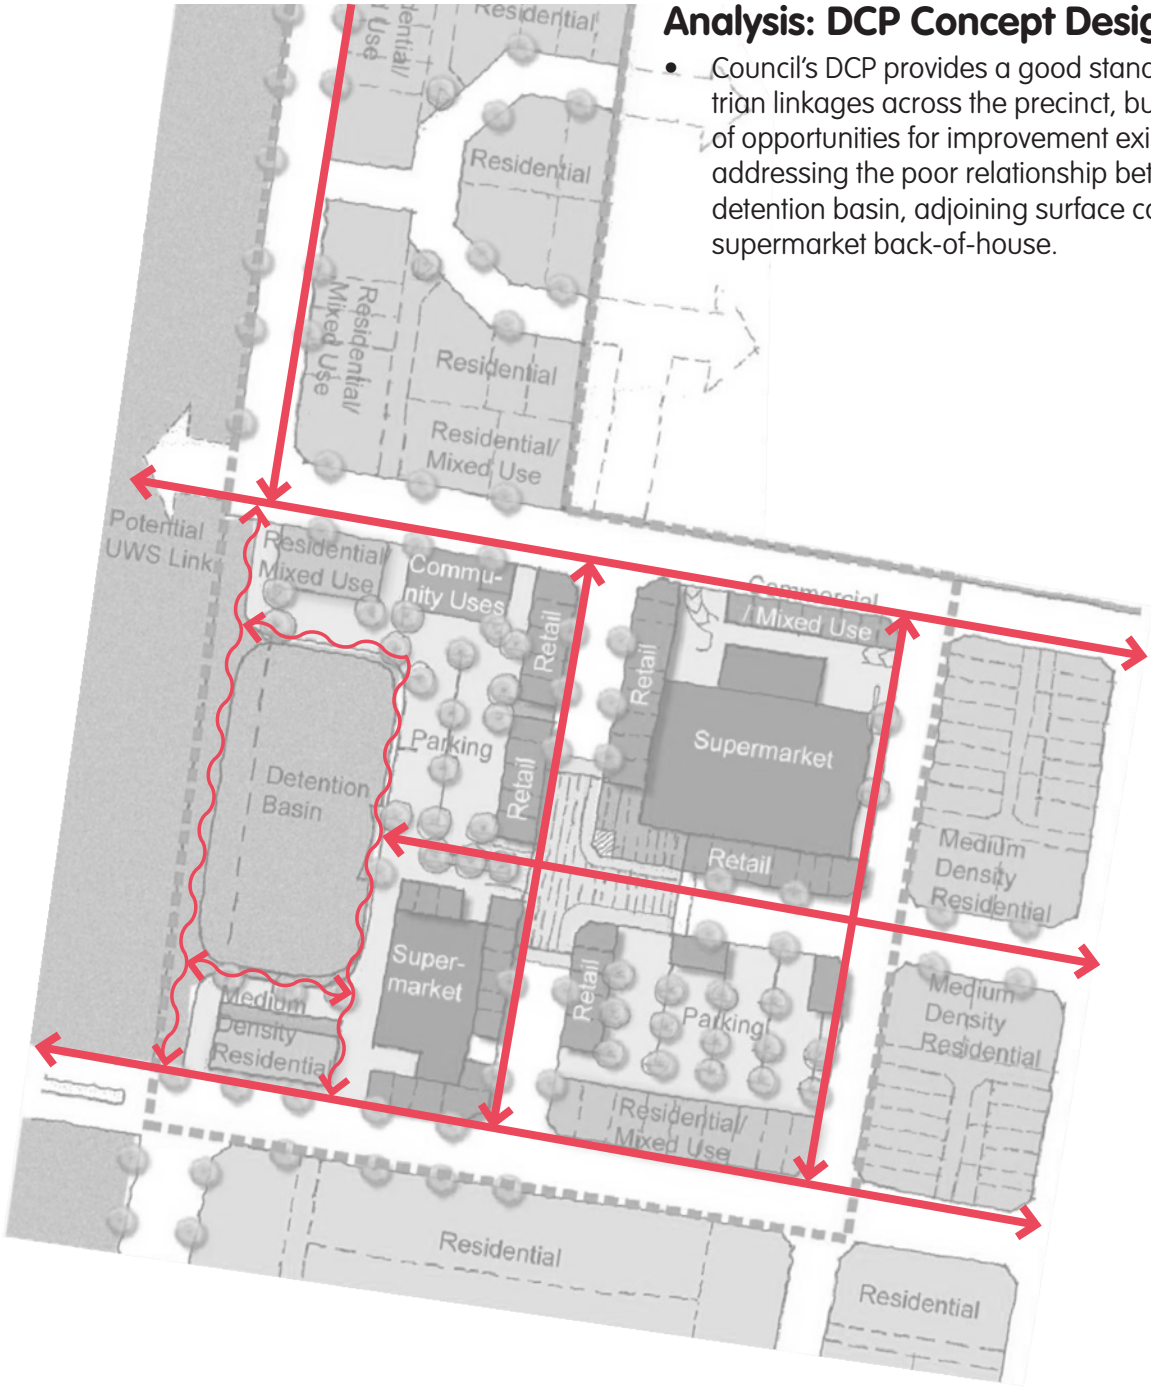 Analysis: DCP Concept Desig
• Council's DCP provides a good stand
trian linkages across the precinct, bu
of opportunities for improvement exi
addressing the poor relationship bet
detention basin, adjoining surface ca
supermarket back-of-house.
Residential
Use
Residential
Residential/
Mixed Use
Residential
Residential/
Mixed Use
Potential
UWS Link
Residential/
Mixed Use
Commu-
nity Uses
Retail
Retail
Commercial
/ Mixed Use
Supermarket
Parking
Retail
Detention
Basin
Retail
Medium
Density
Residential
Super-
market
Retail
Parking
Medium
Density
Residential
Medium
Density
Residential
Residential/
Mixed Use
Residential
Residential